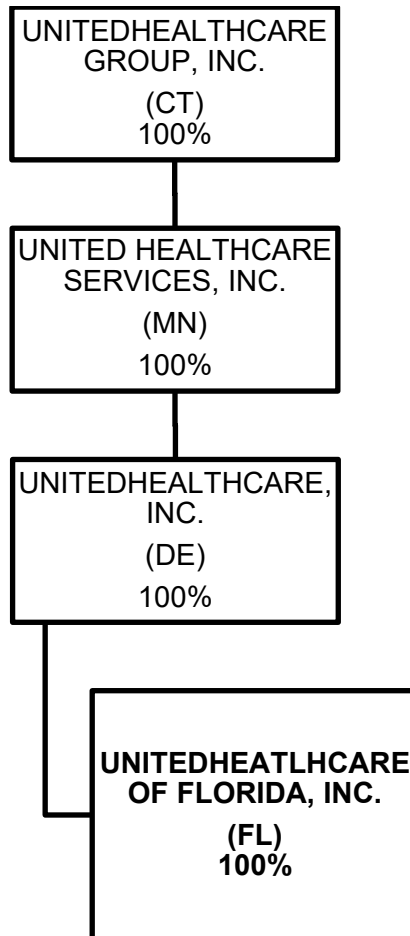 UNITEDHEALTHCARE
GROUP, INC.
(CT)
100%
UNITED HEALTHCARE
SERVICES, INC.
(MN)
100%
UNITEDHEALTHCARE,
INC.
(DE)
100%
UNITEDHEATLHCARE
OF FLORIDA, INC.
(FL)
100%